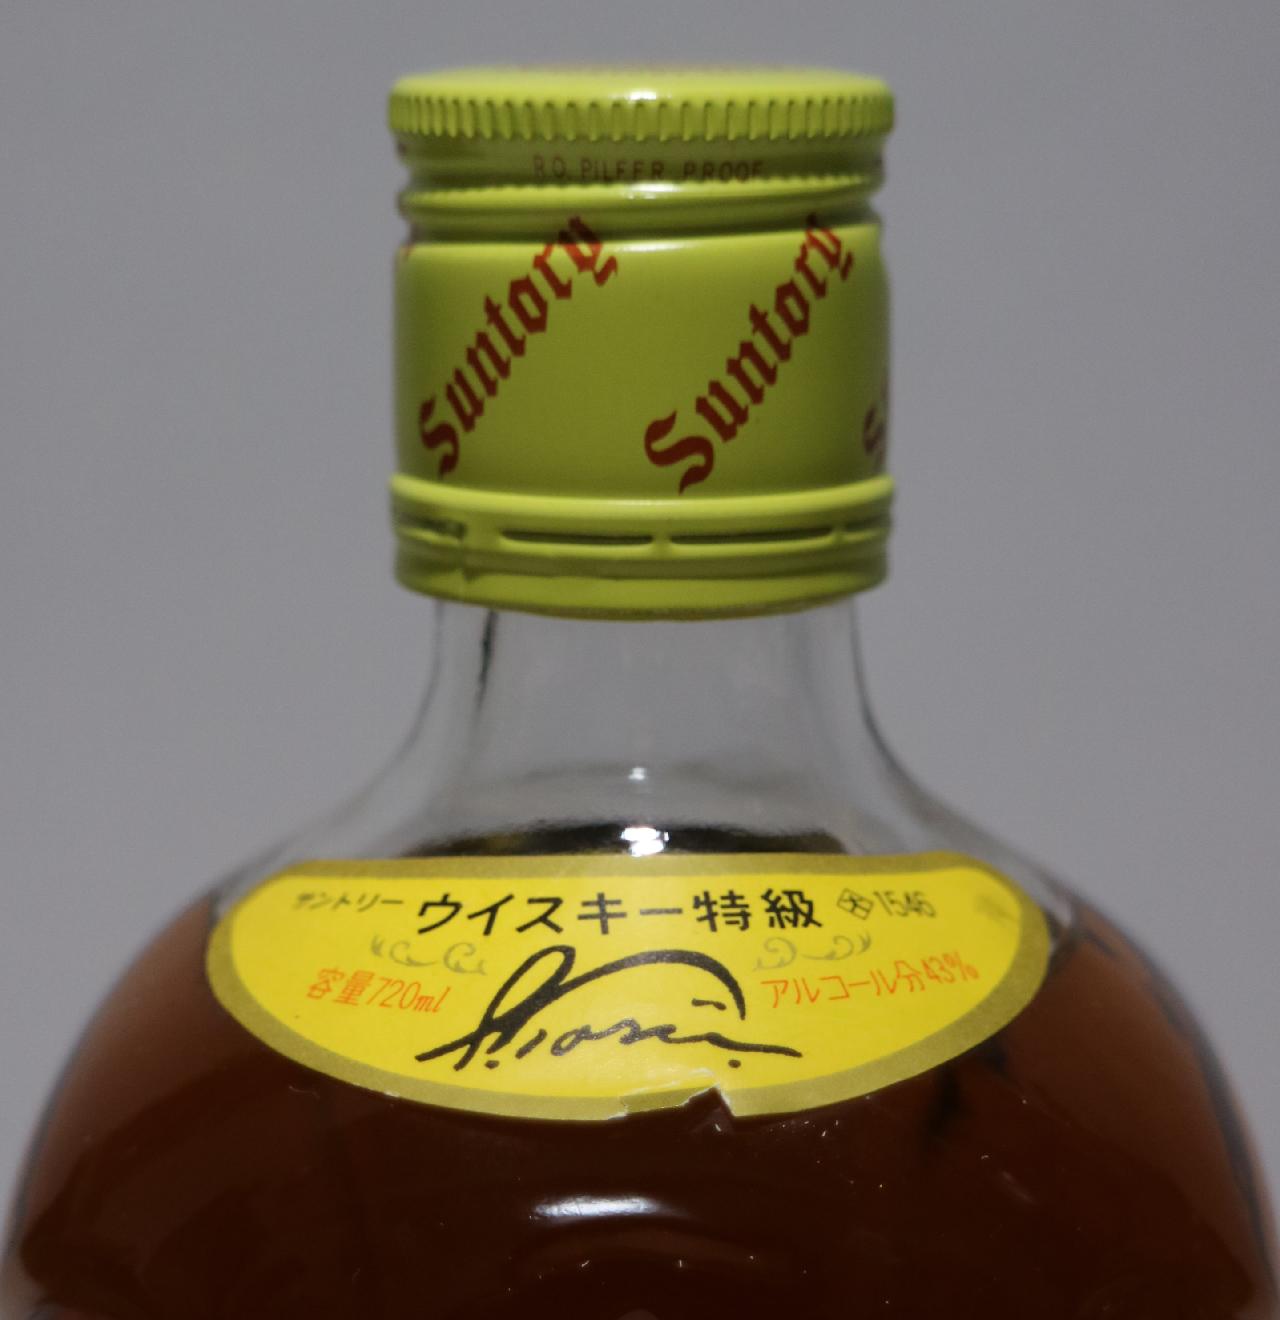 R.O. PILFER PROOF
Suntory
Suntory
サントリー ウイスキー特級 1546
容量720ml
アルコール分43%